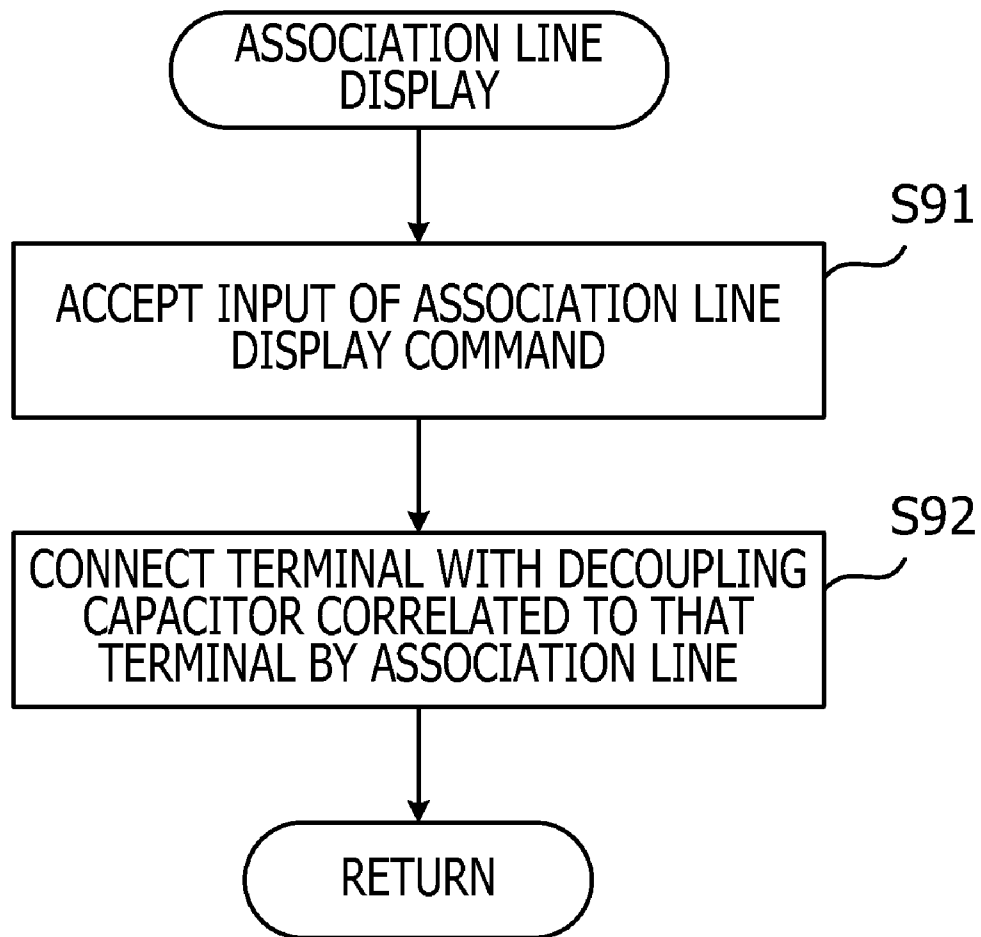 ASSOCIATION LINE
DISPLAY
S91
ACCEPT INPUT OF ASSOCIATION LINE
DISPLAY COMMAND
S92
CONNECT TERMINAL WITH DECOUPLING
CAPACITOR CORRELATED TO THAT
TERMINAL BY ASSOCIATION LINE
RETURN